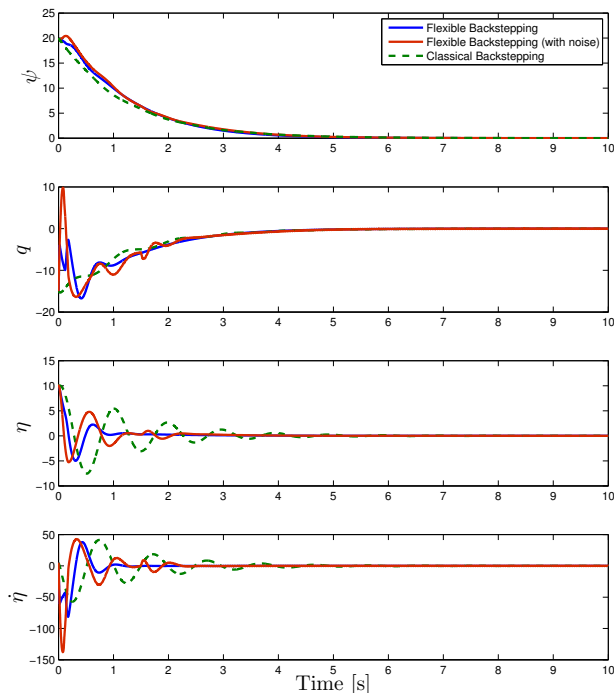 25
20
15
10
5
0
ψ
Flexible Backstepping
Flexible Backstepping (with noise)
Classical Backstepping
0 1 2 3 4 5 6 7 8 9 10
10
0
−10
−20
q
0 1 2 3 4 5 6 7 8 9 10
15
10
5
0
−5
−10
η
0 1 2 3 4 5 6 7 8 9 10
50
0
−50
−100
−150
η̇
0 1 2 3 4 5 6 7 8 9 10
Time [s]